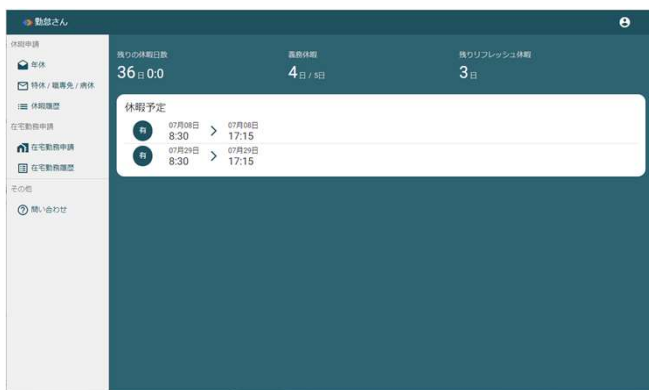 勤怠さん
休暇申請
年休
特休 / 職専免 / 病休
休暇履歴
在宅勤務申請
在宅勤務申請
在宅勤務履歴
その他
問い合わせ
残りの休暇日数
36日 0:0
義務休暇
4日 / 5日
残りリフレッシュ休暇
3日
休暇予定
有
07月08日
8:30
07月08日
17:15
有
07月29日
8:30
07月29日
17:15